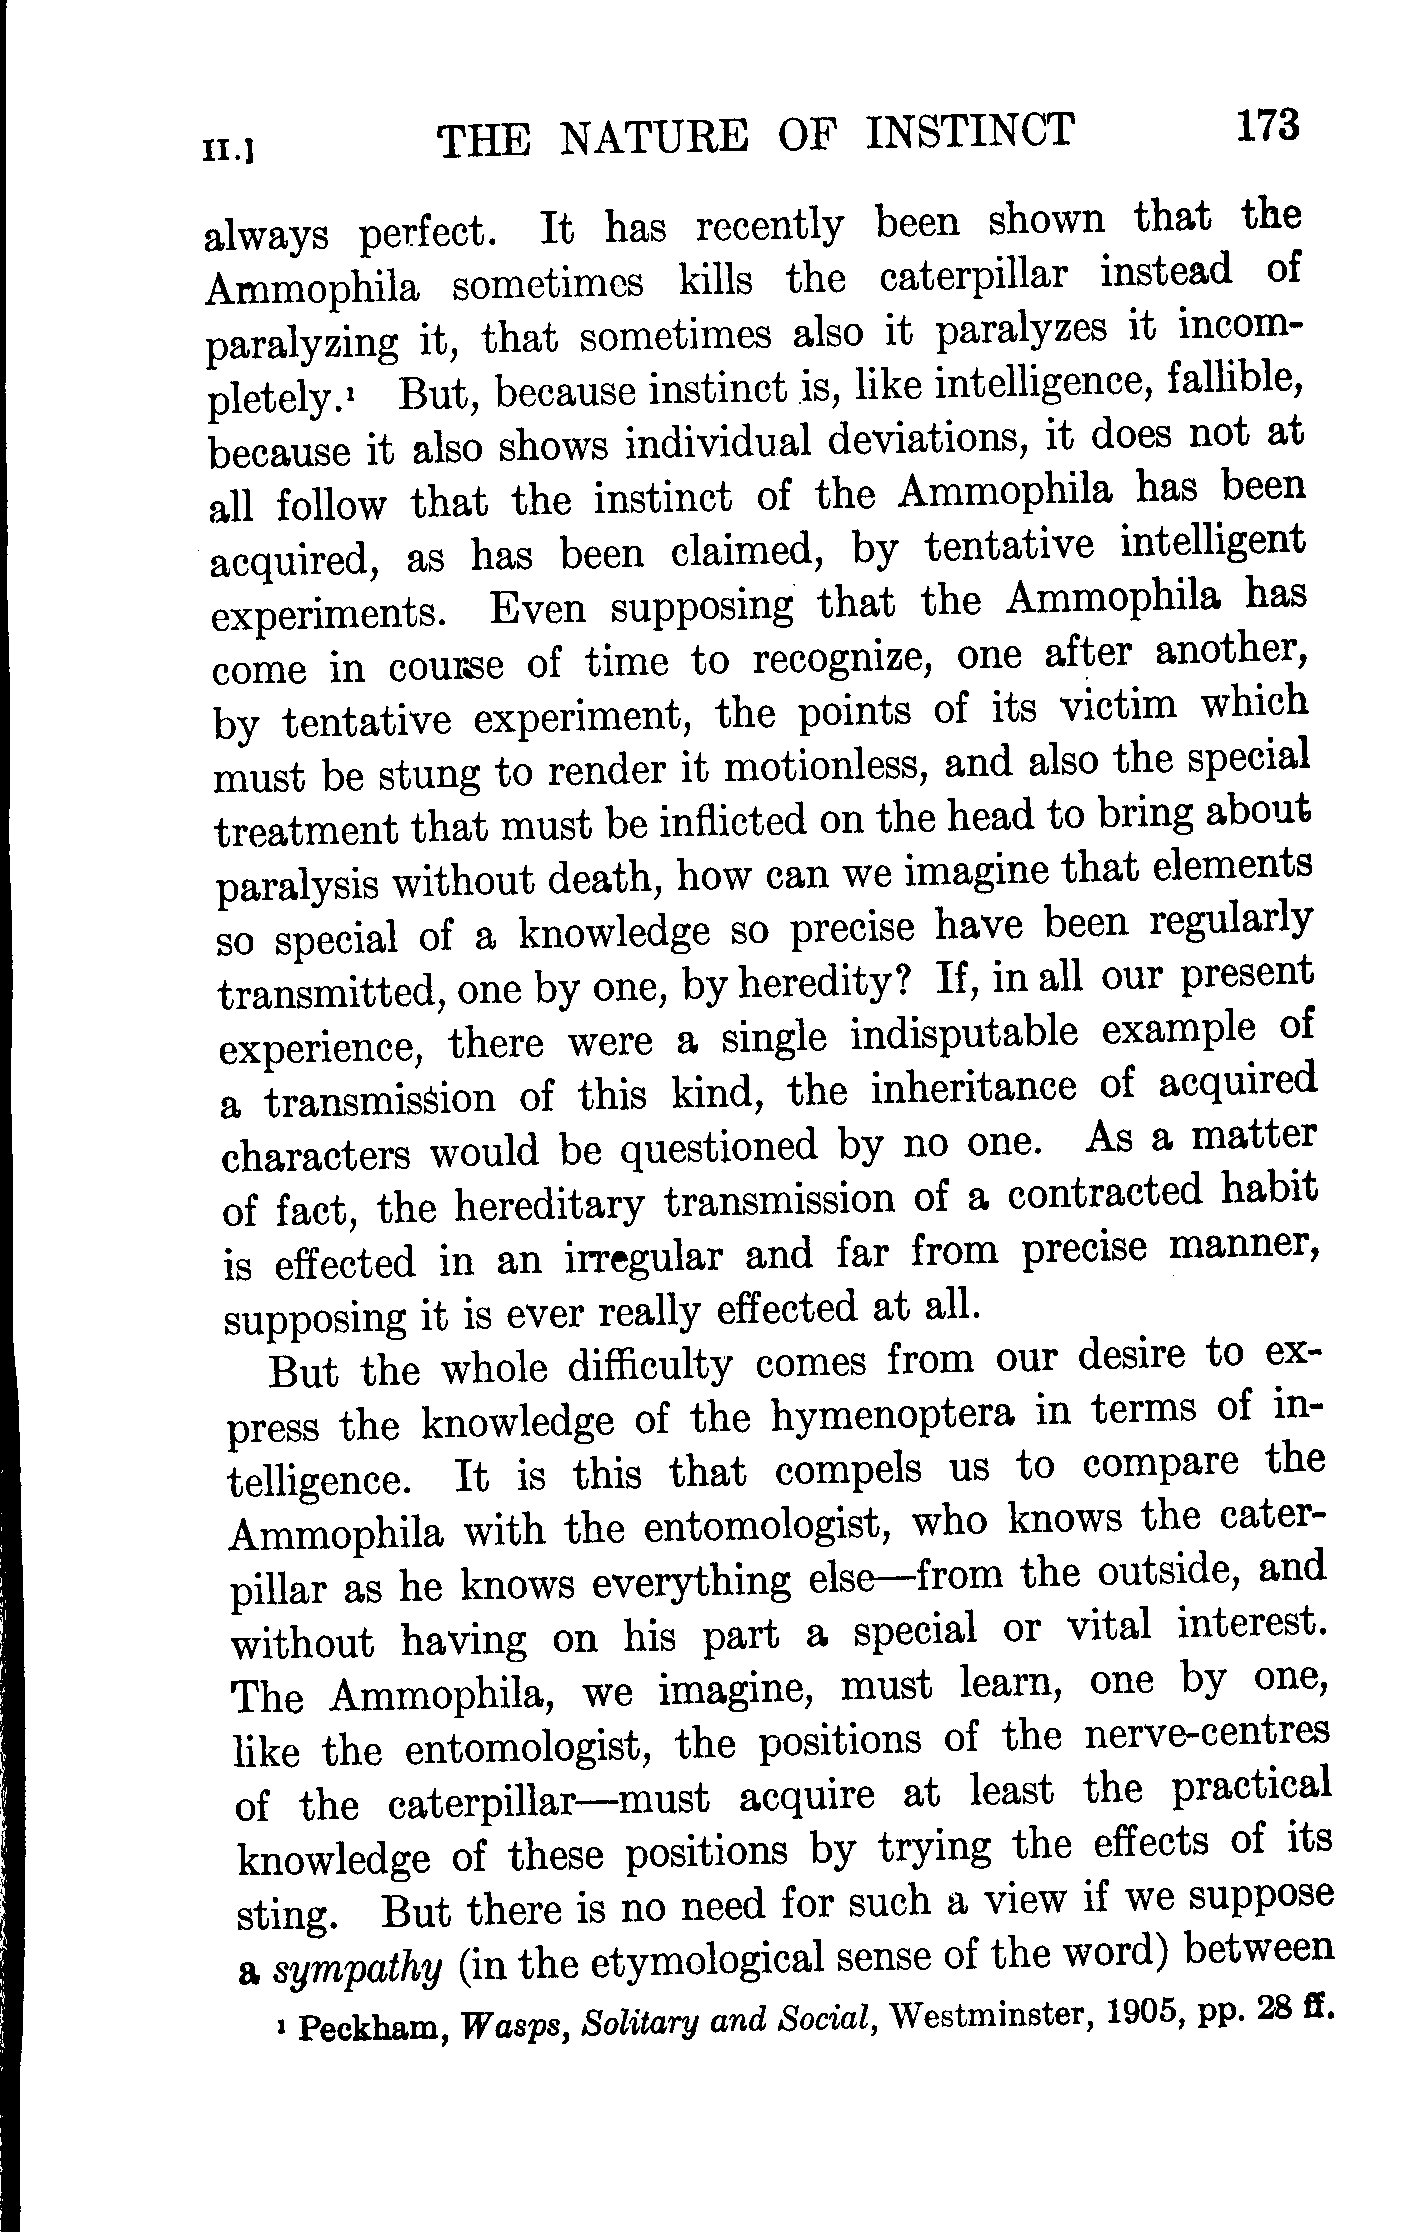 II.] THE NATURE OF INSTINCT 173
always perfect. It has recently been shown that the
Ammophila sometimes kills the caterpillar instead of
paralyzing it, that sometimes also it paralyzes it incom-
pletely.¹ But, because instinct is, like intelligence, fallible,
because it also shows individual deviations, it does not at
all follow that the instinct of the Ammophila has been
acquired, as has been claimed, by tentative intelligent
experiments. Even supposing that the Ammophila has
come in course of time to recognize, one after another,
by tentative experiment, the points of its victim which
must be stung to render it motionless, and also the special
treatment that must be inflicted on the head to bring about
paralysis without death, how can we imagine that elements
so special of a knowledge so precise have been regularly
transmitted, one by one, by heredity? If, in all our present
experience, there were a single indisputable example of
a transmission of this kind, the inheritance of acquired
characters would be questioned by no one. As a matter
of fact, the hereditary transmission of a contracted habit
is effected in an irregular and far from precise manner,
supposing it is ever really effected at all.
But the whole difficulty comes from our desire to ex-
press the knowledge of the hymenoptera in terms of in-
telligence. It is this that compels us to compare the
Ammophila with the entomologist, who knows the cater-
pillar as he knows everything else—from the outside, and
without having on his part a special or vital interest.
The Ammophila, we imagine, must learn, one by one,
like the entomologist, the positions of the nerve-centres
of the caterpillar—must acquire at least the practical
knowledge of these positions by trying the effects of its
sting. But there is no need for such a view if we suppose
a sympathy (in the etymological sense of the word) between
¹ Peckham, Wasps, Solitary and Social, Westminster, 1905, pp. 28 ff.